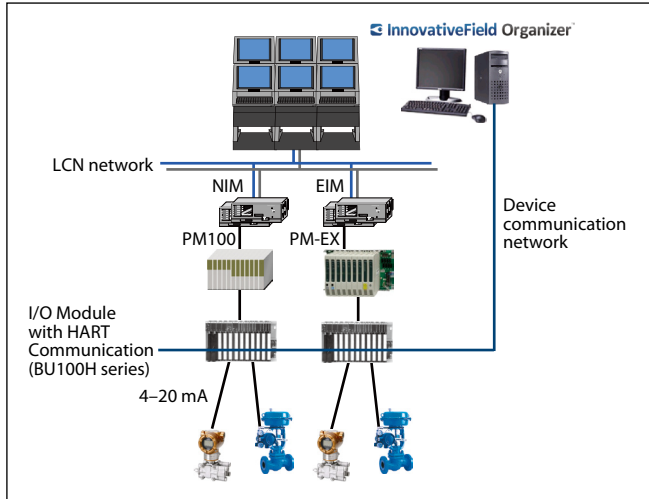 InnovativeField Organizer™
LCN network
NIM
EIM
PM100
PM-EX
Device
communication
network
I/O Module
with HART
Communication
(BU100H series)
4–20 mA